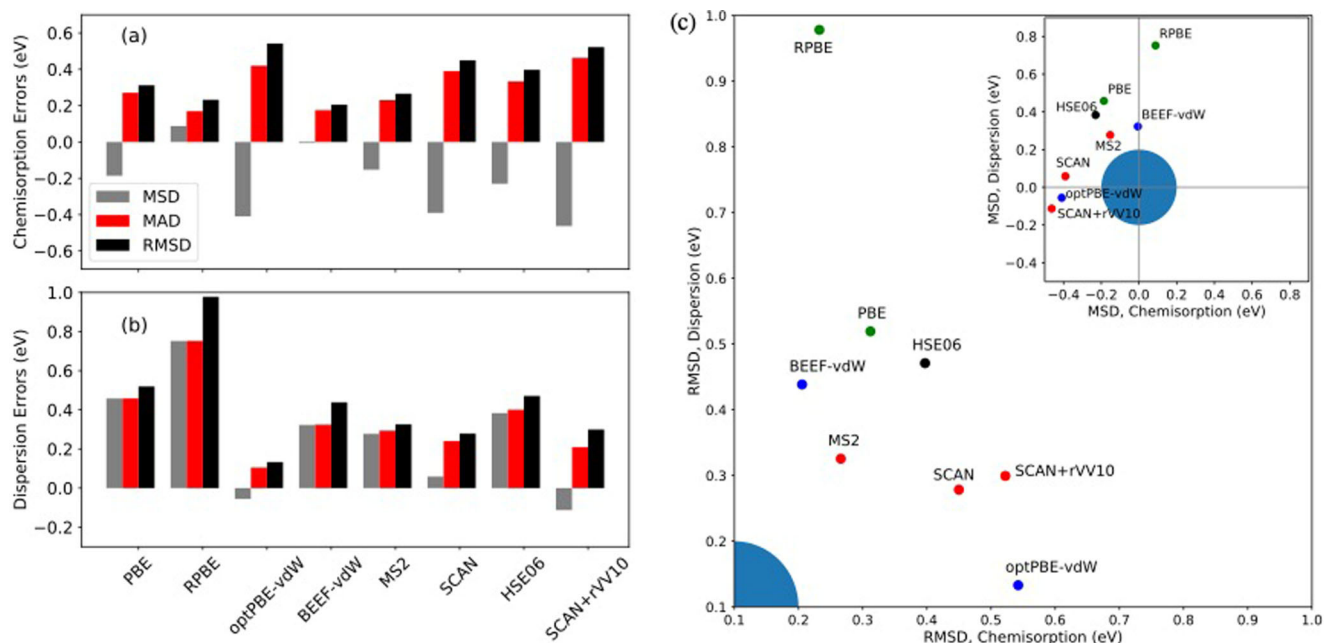 (a)
Chemisorption Errors (eV)
0.6
0.4
0.2
0.0
−0.2
−0.4
−0.6
MSD
MAD
RMSD
(b)
Dispersion Errors (eV)
1.0
0.8
0.6
0.4
0.2
0.0
−0.2
PBE
RPBE
optPBE-vdW
BEEF-vdW
MS2
SCAN
HSE06
SCAN+rVV10
(c)
RMSD, Dispersion (eV)
1.0
0.9
0.8
0.7
0.6
0.5
0.4
0.3
0.2
0.1
RPBE
PBE
HSE06
BEEF-vdW
MS2
SCAN
SCAN+rVV10
optPBE-vdW
0.1 0.2 0.3 0.4 0.5 0.6 0.7 0.8 0.9 1.0
RMSD, Chemisorption (eV)
MSD, Dispersion (eV)
0.8
0.6
0.4
0.2
0.0
−0.2
−0.4
RPBE
PBE
HSE06
BEEF-vdW
MS2
SCAN
optPBE-vdW
SCAN+rVV10
−0.4 −0.2 0.0 0.2 0.4 0.6 0.8
MSD, Chemisorption (eV)